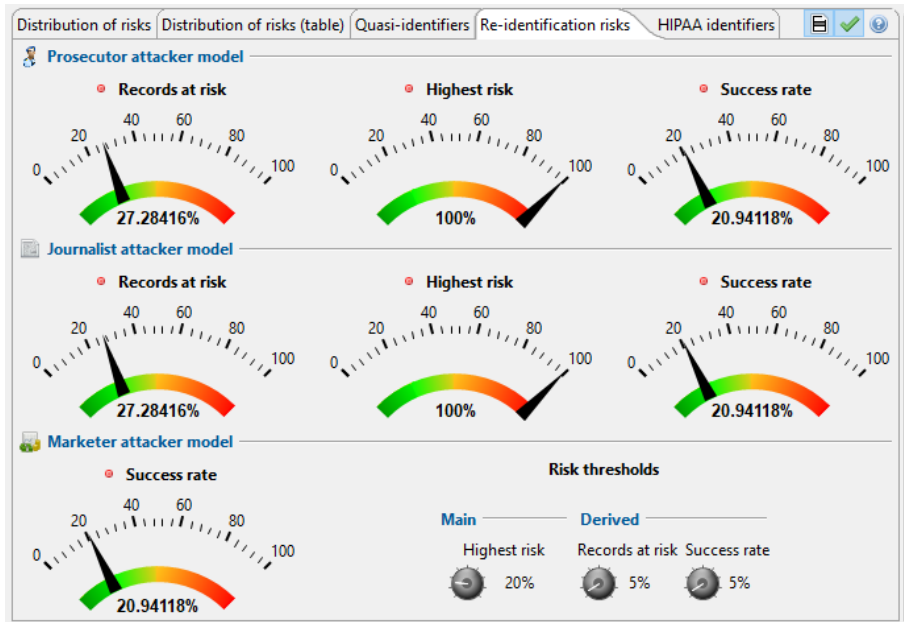 Distribution of risks Distribution of risks (table) Quasi-identifiers Re-identification risks HIPAA identifiers
Prosecutor attacker model
Records at risk
0 20 40 60 80 100
27.28416%
Highest risk
0 20 40 60 80 100
100%
Success rate
0 20 40 60 80 100
20.94118%
Journalist attacker model
Records at risk
0 20 40 60 80 100
27.28416%
Highest risk
0 20 40 60 80 100
100%
Success rate
0 20 40 60 80 100
20.94118%
Marketer attacker model
Success rate
0 20 40 60 80 100
20.94118%
Risk thresholds
Main Derived
Highest risk Records at risk Success rate
20% 5% 5%